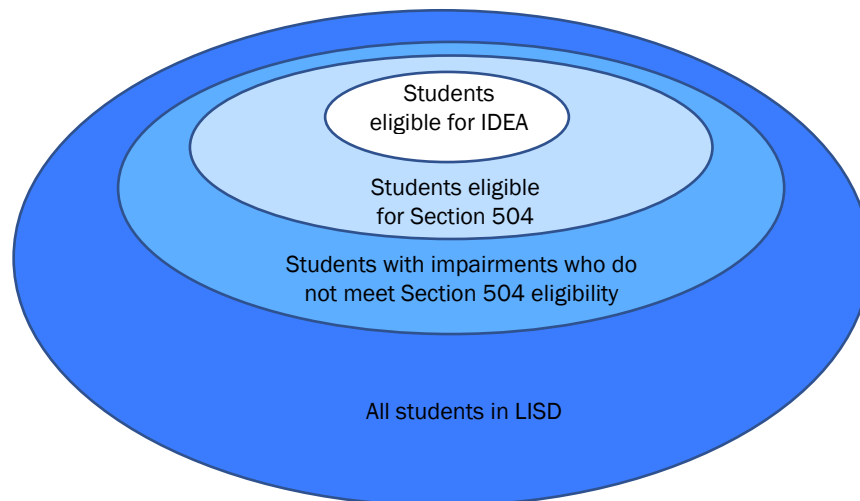 Students
eligible for IDEA
Students eligible
for Section 504
Students with impairments who do
not meet Section 504 eligibility
All students in LISD